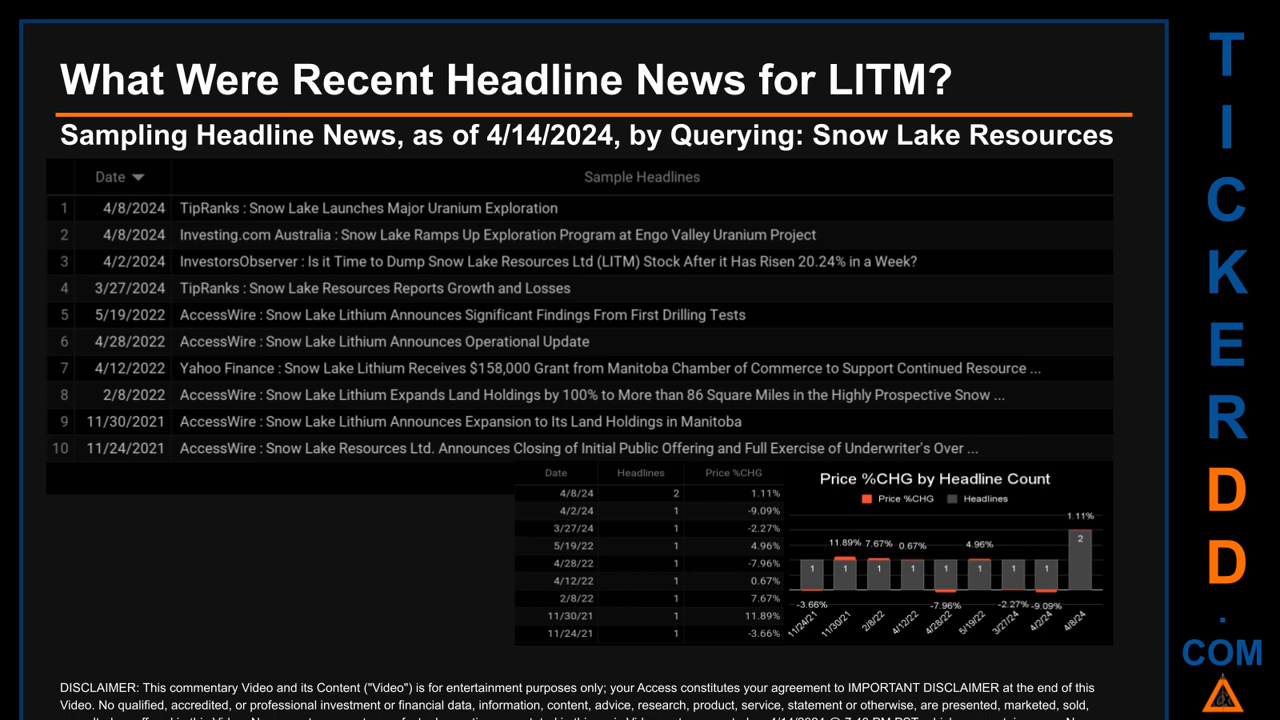 What Were Recent Headline News for LITM?
Sampling Headline News, as of 4/14/2024, by Querying: Snow Lake Resources
Date Sample Headlines
1 4/8/2024 TipRanks : Snow Lake Launches Major Uranium Exploration
2 4/8/2024 Investing.com Australia : Snow Lake Ramps Up Exploration Program at Engo Valley Uranium Project
3 4/2/2024 InvestorsObserver : Is it Time to Dump Snow Lake Resources Ltd (LITM) Stock After it Has Risen 20.24% in a Week?
4 3/27/2024 TipRanks : Snow Lake Resources Reports Growth and Losses
5 5/19/2022 AccessWire : Snow Lake Lithium Announces Significant Findings From First Drilling Tests
6 4/28/2022 AccessWire : Snow Lake Lithium Announces Operational Update
7 4/12/2022 Yahoo Finance : Snow Lake Lithium Receives $158,000 Grant from Manitoba Chamber of Commerce to Support Continued Resource ...
8 2/8/2022 AccessWire : Snow Lake Lithium Expands Land Holdings by 100% to More than 86 Square Miles in the Highly Prospective Snow ...
9 11/30/2021 AccessWire : Snow Lake Lithium Announces Expansion to Its Land Holdings in Manitoba
10 11/24/2021 AccessWire : Snow Lake Resources Ltd. Announces Closing of Initial Public Offering and Full Exercise of Underwriter's Over ...
Date Headlines Price %CHG
4/8/24 2 1.11%
4/2/24 1 -9.09%
3/27/24 1 -2.27%
5/19/22 1 4.96%
4/28/22 1 -7.96%
4/12/22 1 0.67%
2/8/22 1 7.67%
11/30/21 1 11.89%
11/24/21 1 -3.66%
Price %CHG by Headline Count
Price %CHG Headlines
1.11%
11.89% 7.67% 0.67% 4.96%
2
1 1 1 1 1 1 1 1
-3.66% -7.96% -2.27% -9.09%
11/24/21 11/30/21 2/8/22 4/12/22 4/28/22 5/19/22 3/27/24 4/2/24 4/8/24
DISCLAIMER: This commentary Video and its Content ("Video") is for entertainment purposes only; your Access constitutes your agreement to IMPORTANT DISCLAIMER at the end of this
Video. No qualified, accredited, or professional investment or financial data, information, content, advice, research, product, service, statement or otherwise, are presented, marketed, sold,
T
I
C
K
E
R
D
D
.
COM